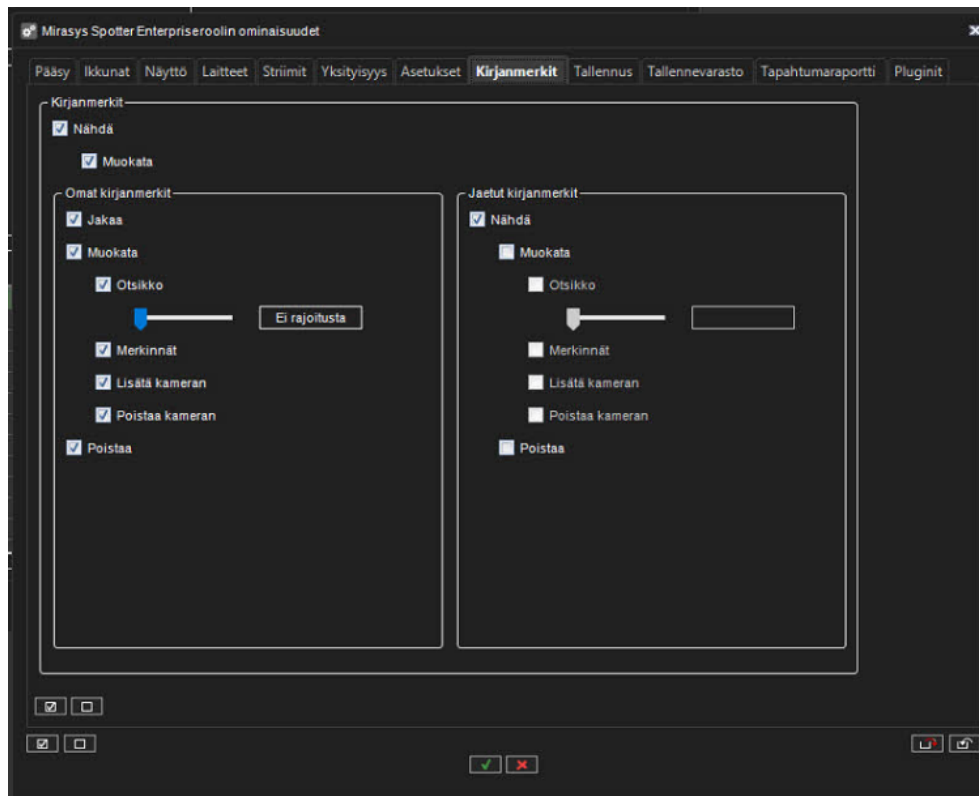 Mirasys Spotter Enterpriseroolin ominaisuudet
Pääsy Ikkunat Näyttö Laitteet Striimit Yksityisyys Asetukset Kirjanmerkit Tallennus Tallennevarasto Tapahtumaraportti Pluginit
Kirjanmerkit
Nähdä
Muokata
Omat kirjanmerkit
Jakaa
Muokata
Otsikko
Ei rajoitusta
Merkinnät
Lisätä kameran
Poistaa kameran
Poistaa
Jaetut kirjanmerkit
Nähdä
Muokata
Otsikko
Merkinnät
Lisätä kameran
Poistaa kameran
Poistaa